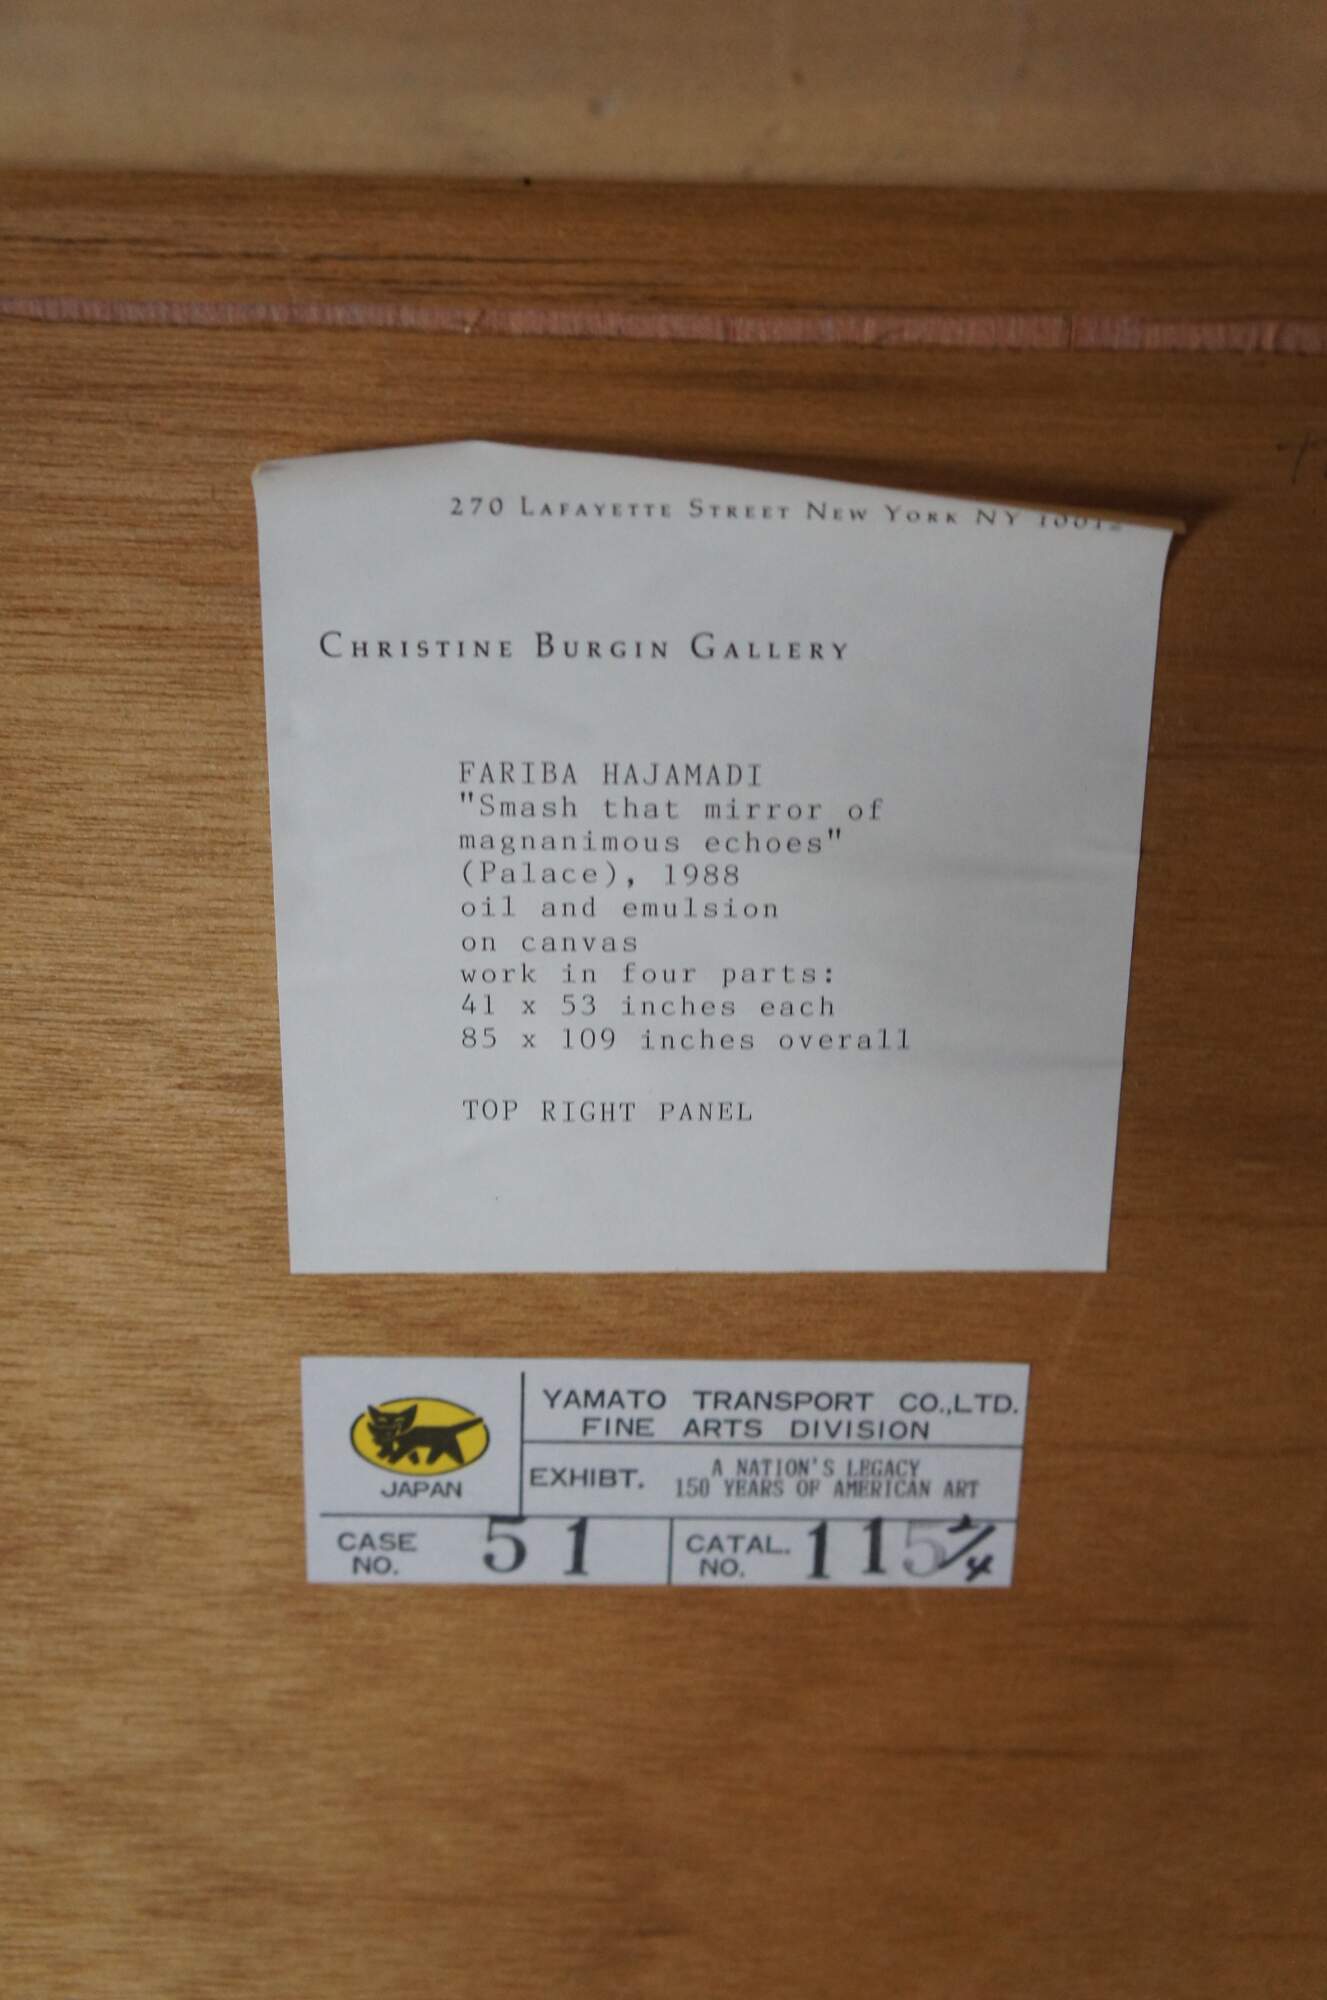 270 LAFAYETTE STREET NEW YORK NY 10012
CHRISTINE BURGIN GALLERY
FARIBA HAJAMADI
"Smash that mirror of
magnanimous echoes"
(Palace), 1988
oil and emulsion
on canvas
work in four parts:
41 x 53 inches each
85 x 109 inches overall
TOP RIGHT PANEL
YAMATO TRANSPORT CO.,LTD.
FINE ARTS DIVISION
JAPAN
EXHIBT. A NATION'S LEGACY
150 YEARS OF AMERICAN ART
CASE NO. 51
CATAL. NO. 115